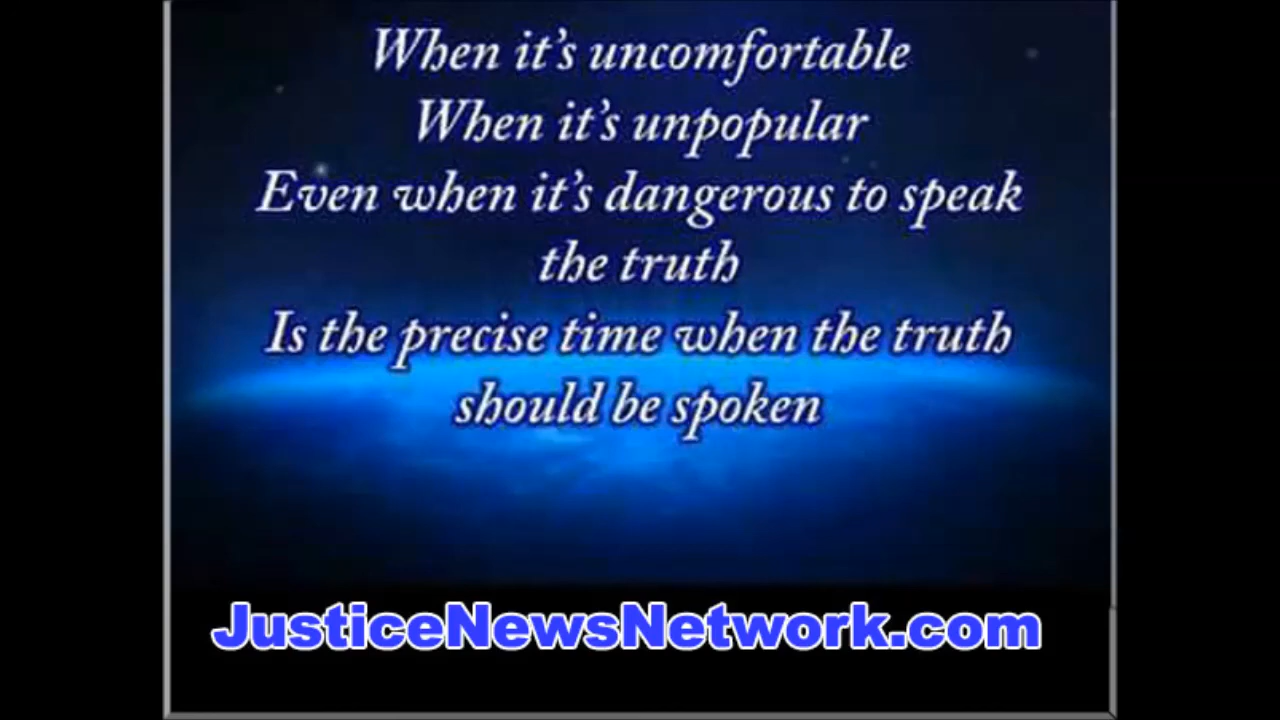 When it's uncomfortable
When it's unpopular
Even when it's dangerous to speak
the truth
Is the precise time when the truth
should be spoken
JusticeNewsNetwork.com